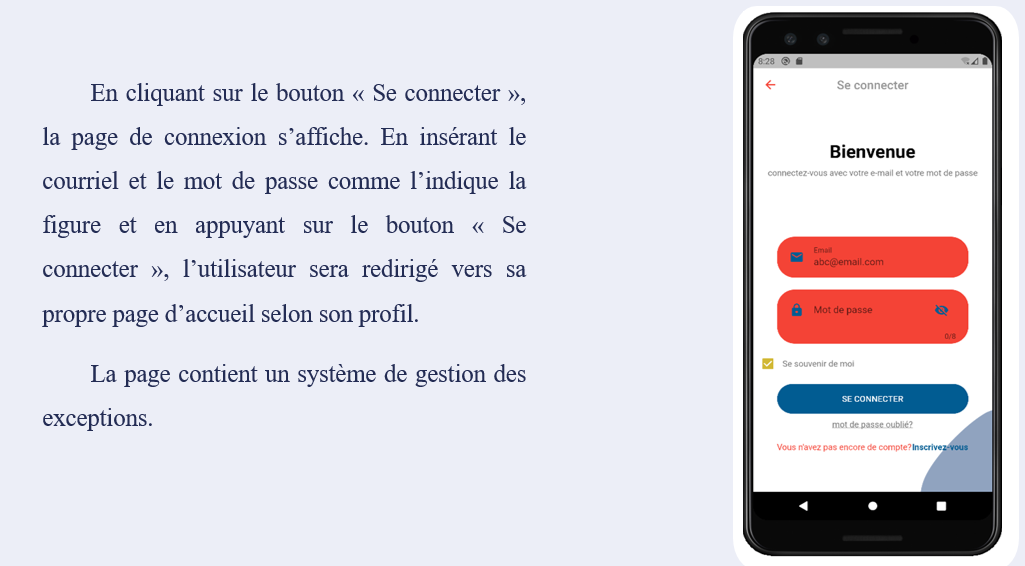 En cliquant sur le bouton « Se connecter »,
la page de connexion s’affiche. En insérant le
courriel et le mot de passe comme l’indique la
figure et en appuyant sur le bouton « Se
connecter », l’utilisateur sera redirigé vers sa
propre page d’accueil selon son profil.
La page contient un système de gestion des
exceptions.
8:28
Se connecter
Bienvenue
connectez-vous avec votre e-mail et votre mot de passe
Email
abc@email.com
Mot de passe
0/8
Se souvenir de moi
SE CONNECTER
mot de passe oublié?
Vous n'avez pas encore de compte?Inscrivez-vous